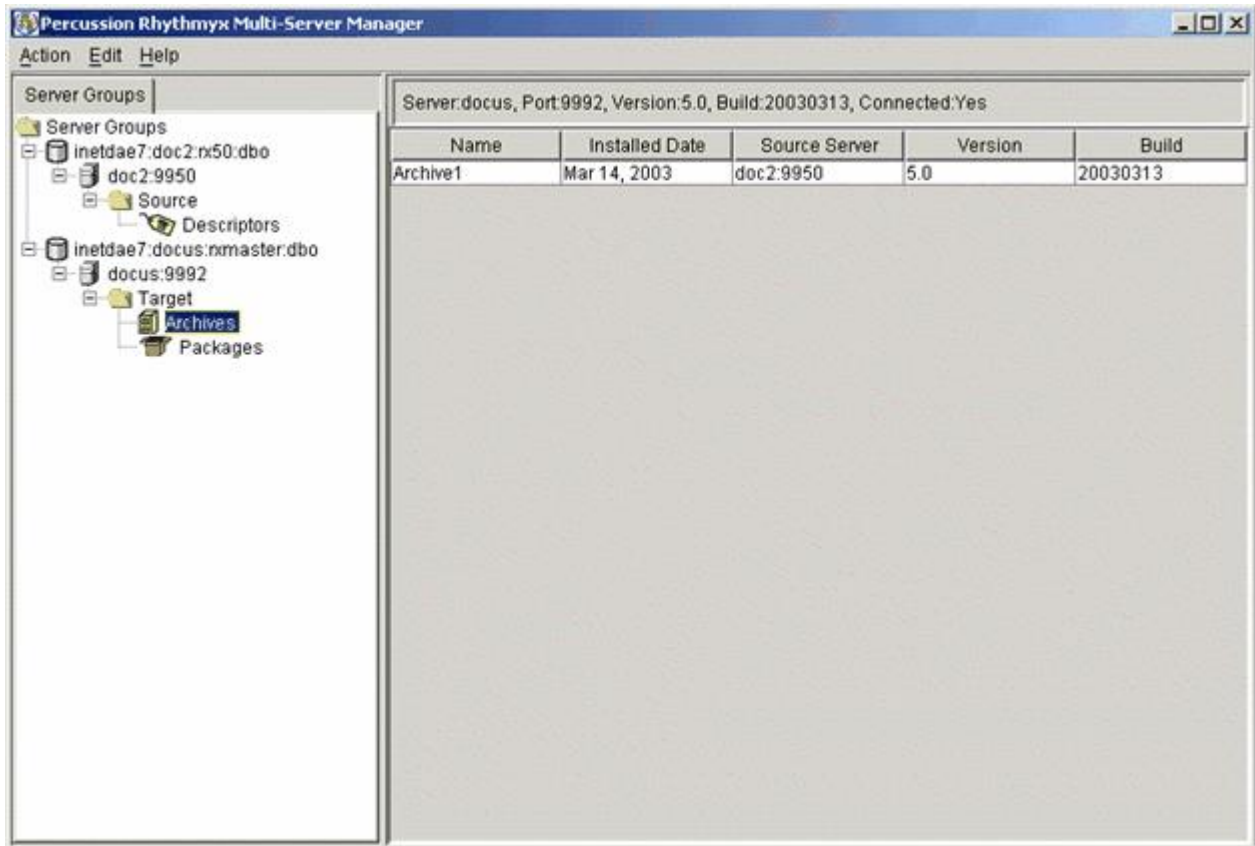 Percussion Rhythmyx Multi-Server Manager
Action Edit Help
Server Groups
Server Groups
inetdae7:doc2:rx50:dbo
doc2:9950
Source
Descriptors
inetdae7:docus:rxmaster:dbo
docus:9992
Target
Archives
Packages
Server:docus, Port:9992, Version:5.0, Build:20030313, Connected:Yes
Name Installed Date Source Server Version Build
Archive1 Mar 14, 2003 doc2:9950 5.0 20030313